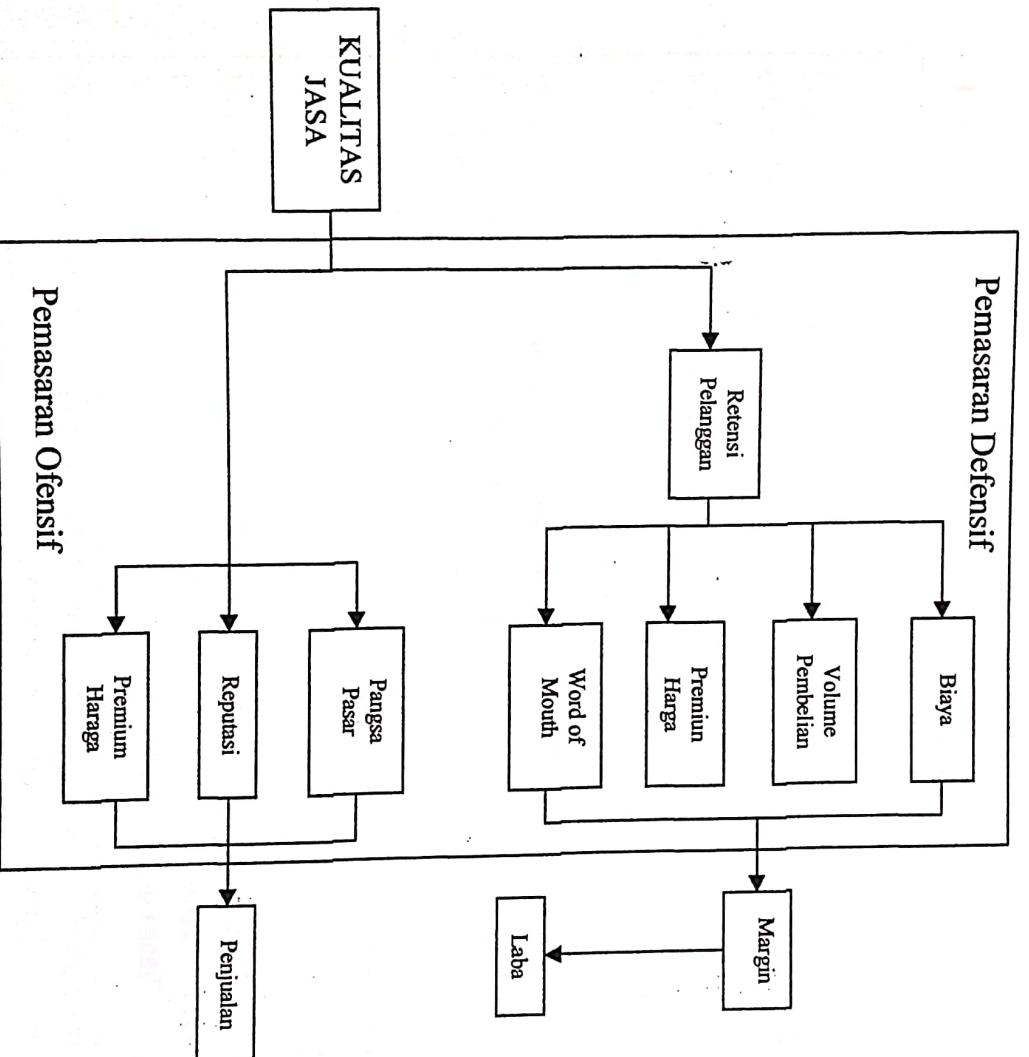 Pemasaran Defensif
Biaya
Volume
Pembelian
Retensi
Pelanggan
Premiun
Harga
Word of
Mouth
Margin
Laba
KUALITAS
JASA
Pangsa
Pasar
Reputasi
Penjualan
Premium
Haraga
Pemasaran Ofensif